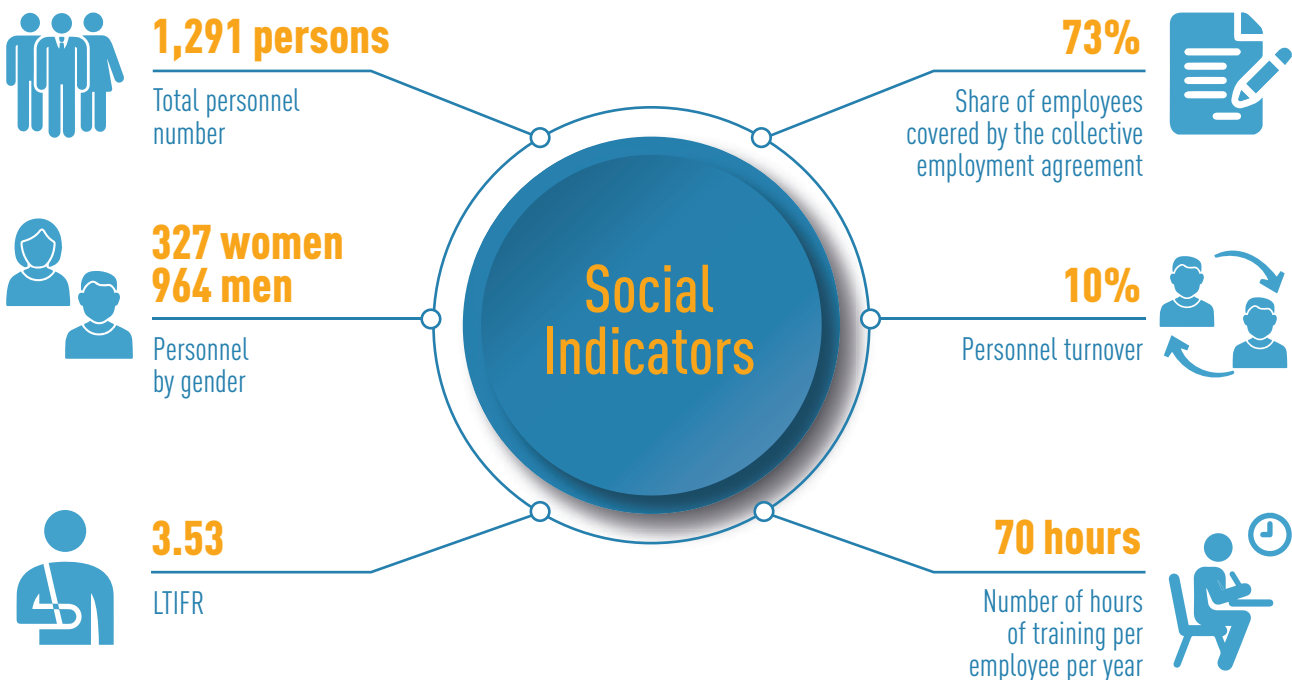 1,291 persons
Total personnel
number
327 women
964 men
Personnel
by gender
3.53
LTIFR
Social
Indicators
73%
Share of employees
covered by the collective
employment agreement
10%
Personnel turnover
70 hours
Number of hours
of training per
employee per year